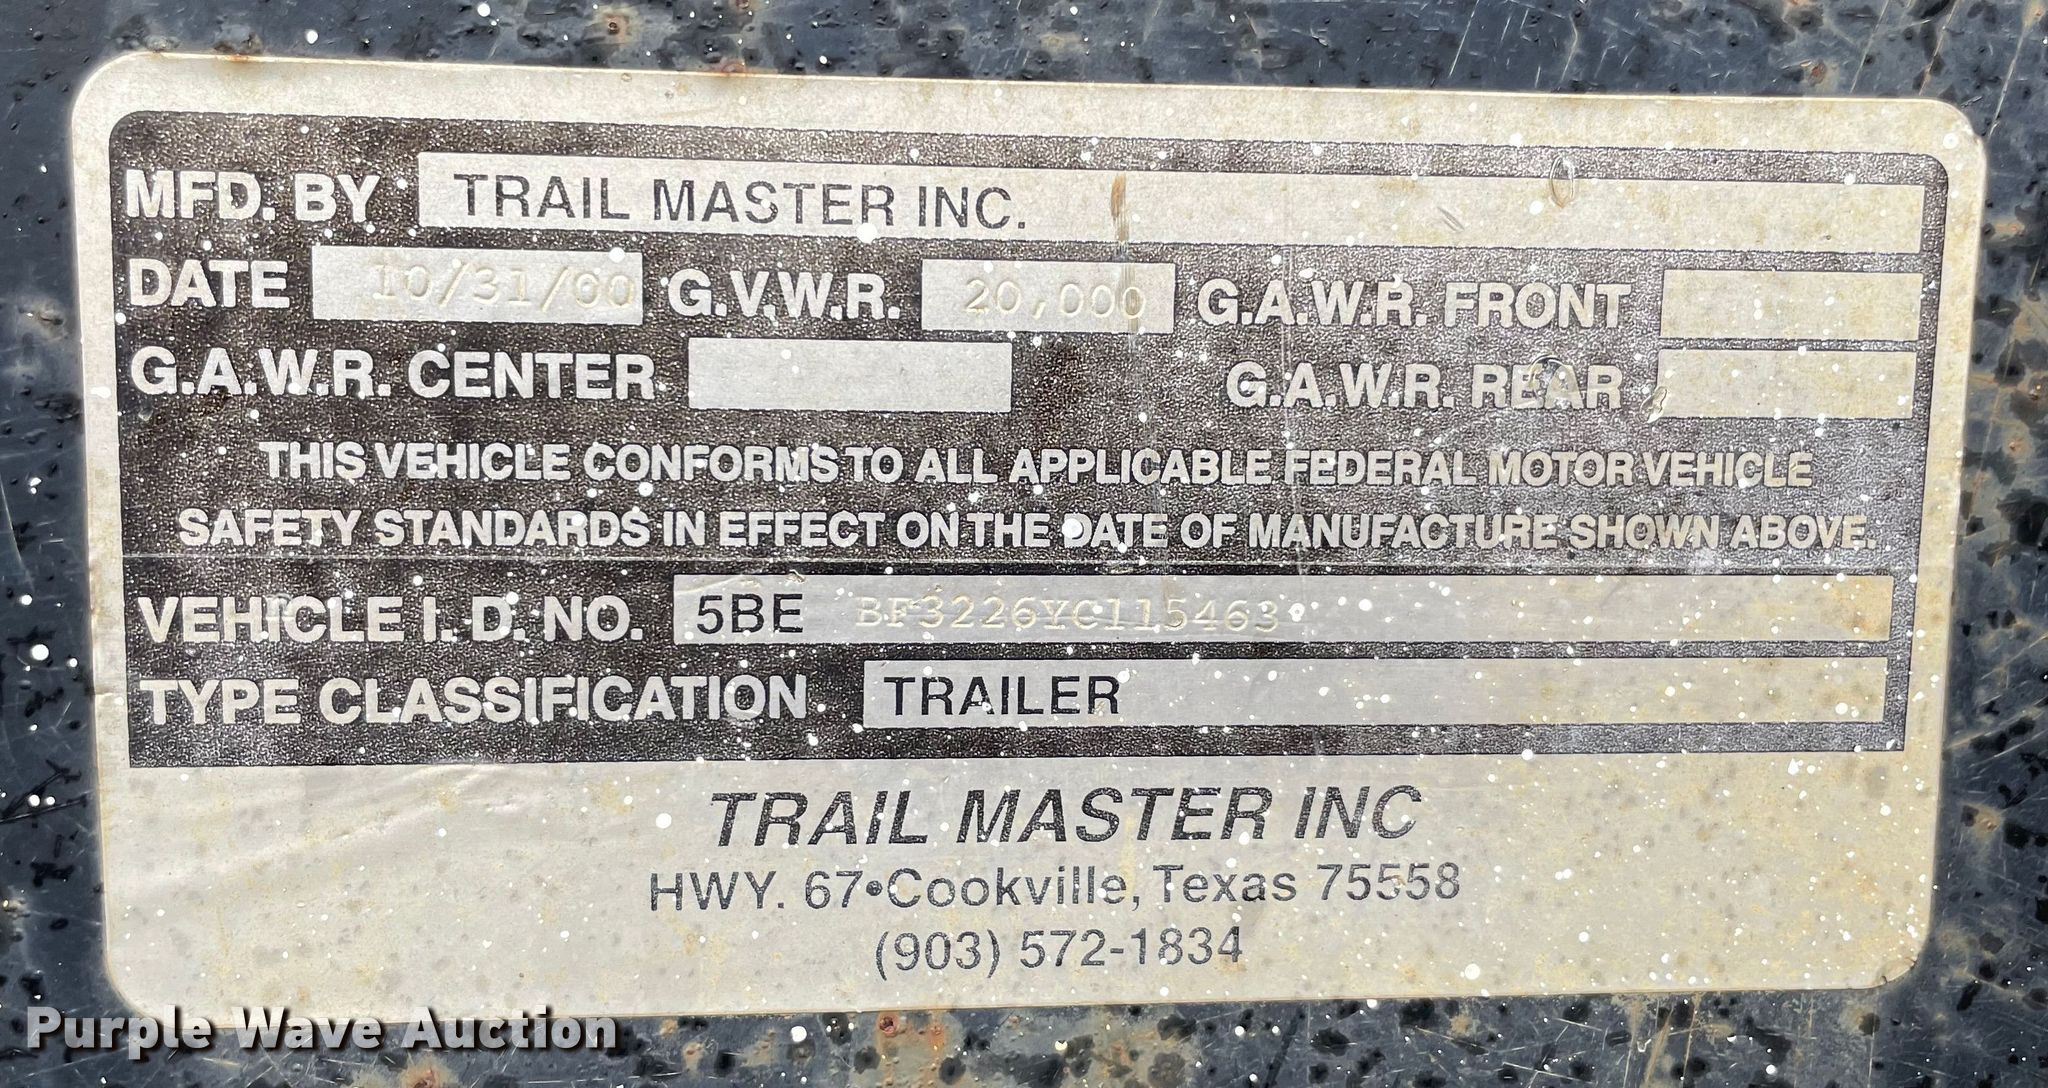 MFD. BY TRAIL MASTER INC.
DATE 10/31/00 G.V.W.R. 20,000 G.A.W.R. FRONT
G.A.W.R. CENTER G.A.W.R. REAR
THIS VEHICLE CONFORMS TO ALL APPLICABLE FEDERAL MOTOR VEHICLE
SAFETY STANDARDS IN EFFECT ON THE DATE OF MANUFACTURE SHOWN ABOVE.
VEHICLE I. D. NO. 5BE BF3226YC115463
TYPE CLASSIFICATION TRAILER
TRAIL MASTER INC
HWY. 67•Cookville, Texas 75558
(903) 572-1834
Purple Wave Auction